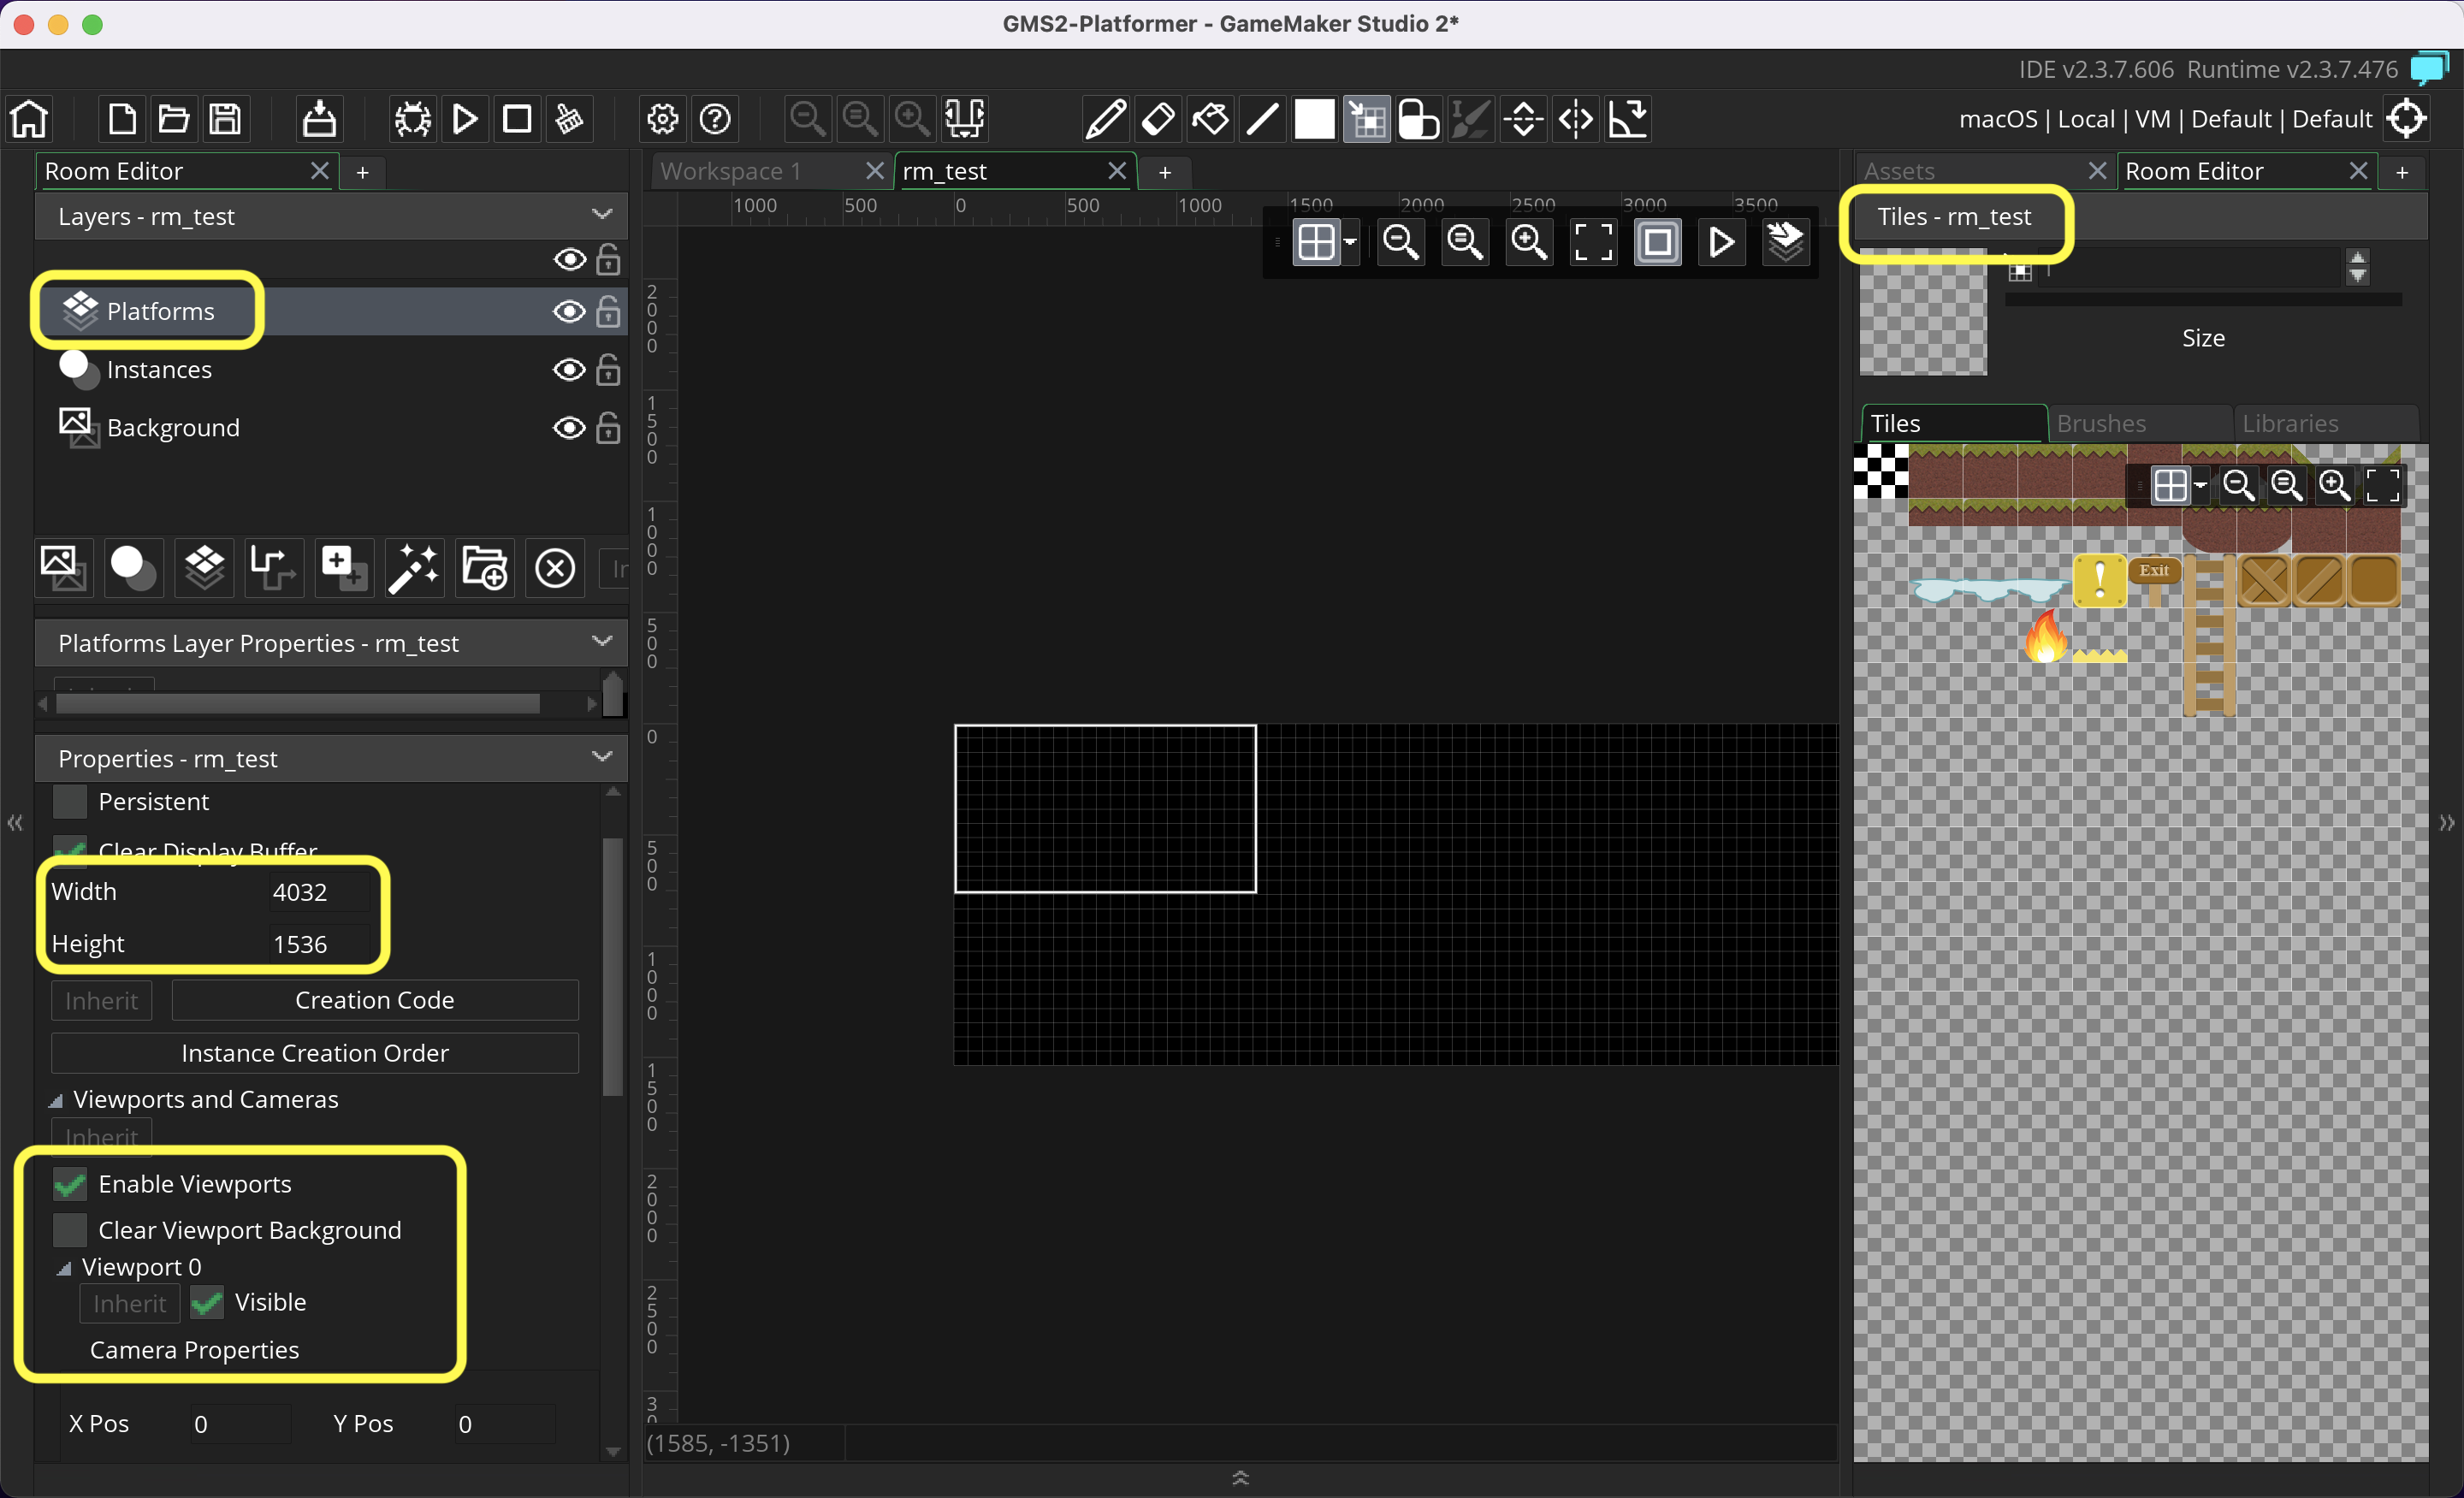 GMS2-Platformer - GameMaker Studio 2*
IDE v2.3.7.606 Runtime v2.3.7.476
macOS | Local | VM | Default | Default
Room Editor
+
Layers - rm_test
Platforms
Instances
Background
Platforms Layer Properties - rm_test
Properties - rm_test
Persistent
Clear Display Buffer
Width 4032
Height 1536
Inherit Creation Code
Instance Creation Order
Viewports and Cameras
Inherit
Enable Viewports
Clear Viewport Background
Viewport 0
Inherit Visible
Camera Properties
X Pos 0 Y Pos 0
Workspace 1
rm_test
+
1000 500 0 500 1000 1500 2000 2500 3000 3500
2000
1500
1000
500
0
500
1000
1500
2000
2500
(1585, -1351)
Assets
Room Editor
+
Tiles - rm_test
Size
Tiles Brushes Libraries
!
Exit